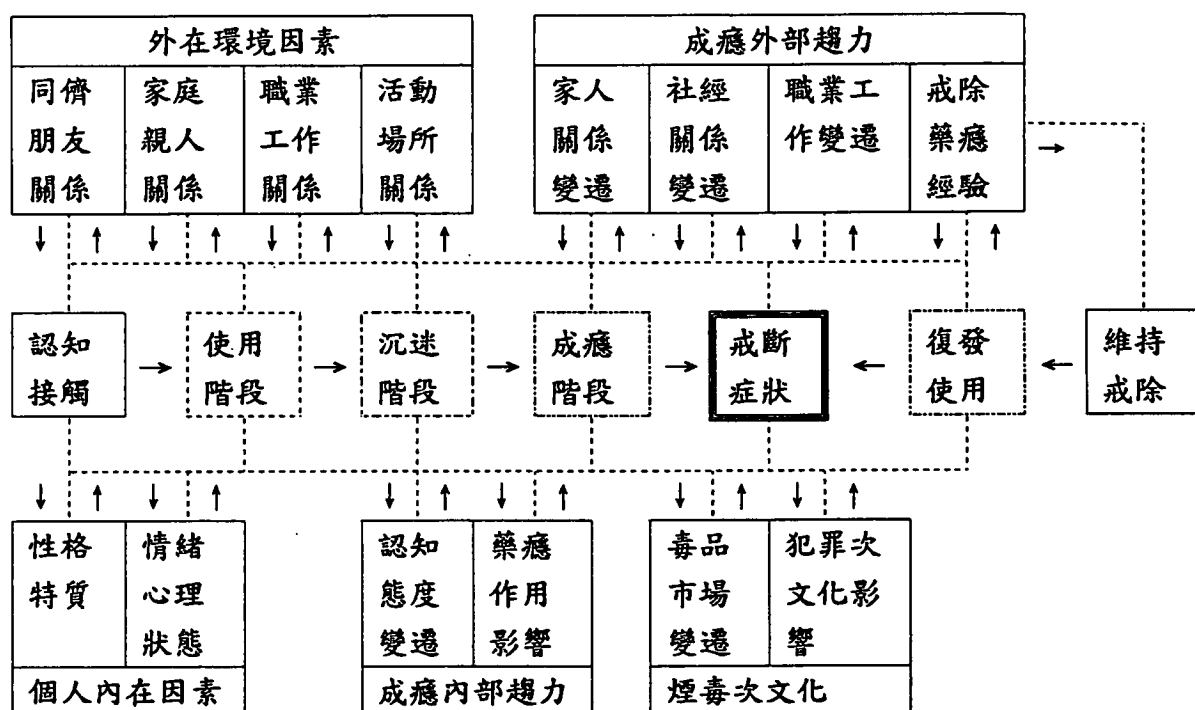 外在環境因素
成癮外部趨力
同儕
朋友
關係
家庭
親人
關係
職業
工作
關係
活動
場所
關係
家人
關係
變遷
社經
關係
變遷
職業工
作變遷
戒除
藥癮
經驗
認知
接觸
使用
階段
沉迷
階段
成癮
階段
戒斷
症狀
復發
使用
維持
戒除
性格
特質
情緒
心理
狀態
認知
態度
變遷
藥癮
作用
影響
毒品
市場
變遷
犯罪次
文化影
響
個人內在因素
成癮內部趨力
煙毒次文化